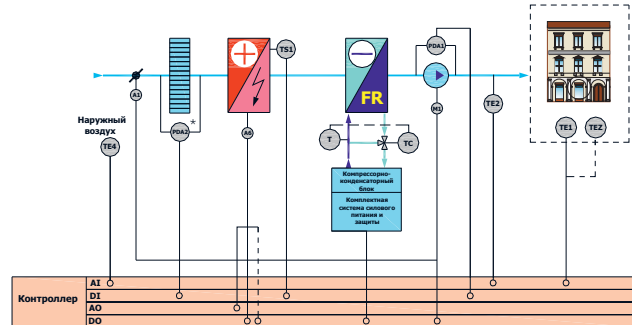 TS1
PDA1
FR
A1
*
PDA2
A6
M1
TE2
Наружный
воздух
TE4
T
TC
TE1
TEZ
Компрессорно-
конденсаторный
блок
Комплектная
система силового
питания и
защиты
Контроллер
AI
DI
AO
DO